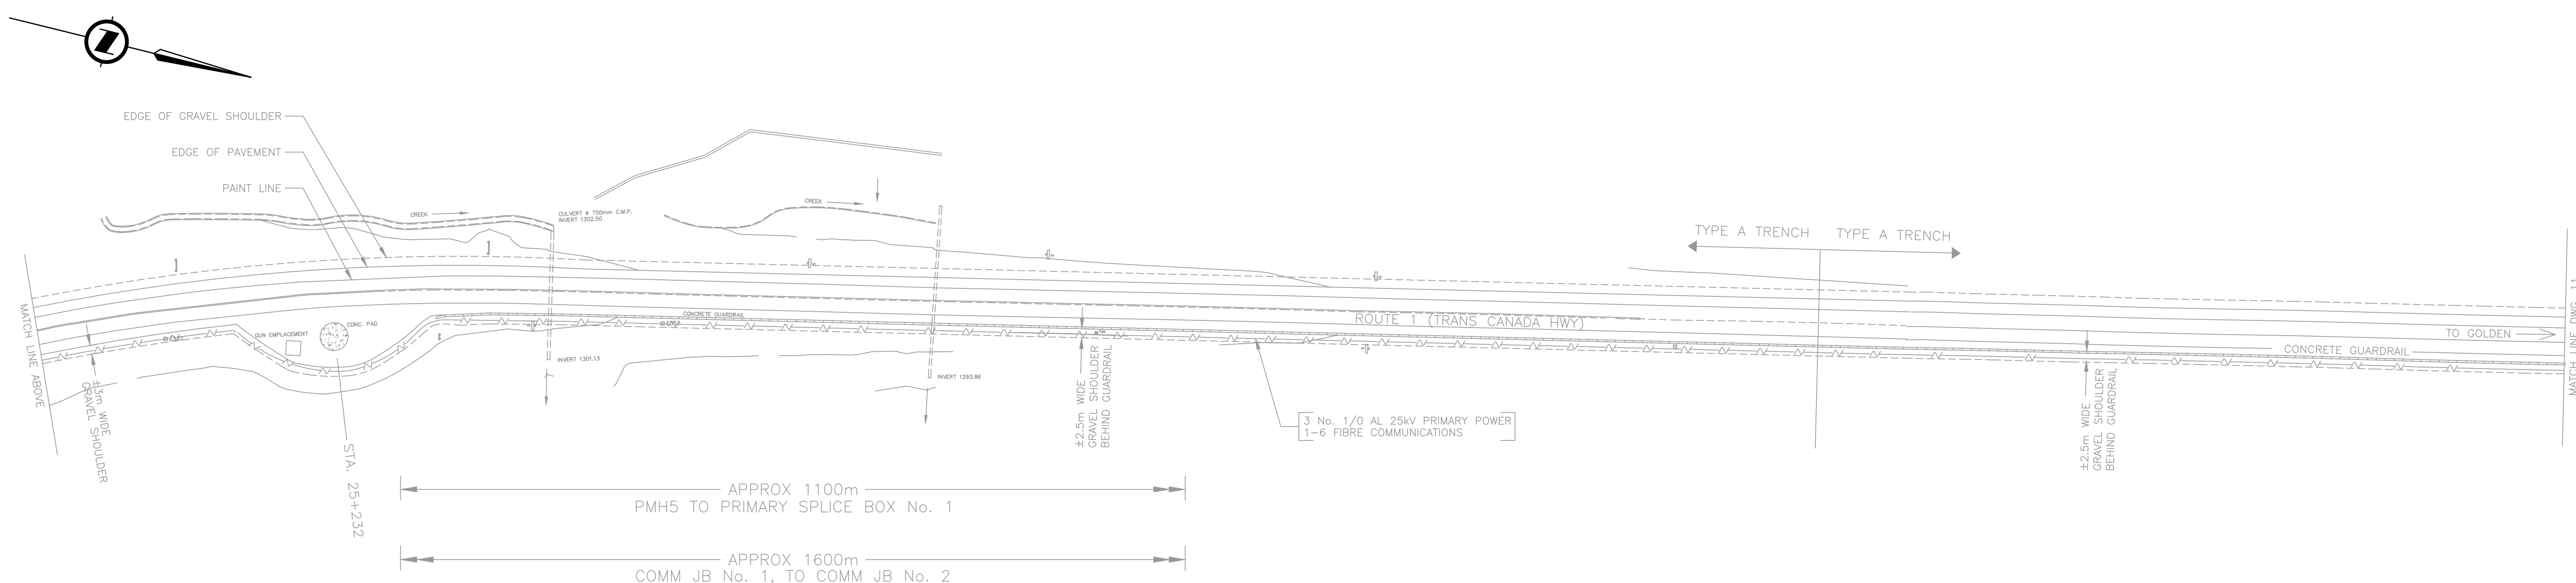 EDGE OF GRAVEL SHOULDER
EDGE OF PAVEMENT
PAINT LINE
CREEK
CULVERT # 750mm C.M.P.
INVERT 1302.50
CREEK
TYPE A TRENCH
TYPE A TRENCH
MATCH LINE ABOVE
GUN EMPLACEMENT
CONC. PAD
CONCRETE GUARDRAIL
ROUTE 1 (TRANS CANADA HWY)
TO GOLDEN
CONCRETE GUARDRAIL
MATCH LINE DWG 11
INVERT 1301.13
INVERT 1293.86
±3m WIDE
GRAVEL SHOULDER
±2.5m WIDE
GRAVEL SHOULDER
BEHIND GUARDRAIL
3 No. 1/0 AL 25kV PRIMARY POWER
1-6 FIBRE COMMUNICATIONS
±2.5m WIDE
GRAVEL SHOULDER
BEHIND GUARDRAIL
STA. 25+232
APPROX 1100m
PMH5 TO PRIMARY SPLICE BOX No. 1
APPROX 1600m
COMM JB No. 1, TO COMM JB No. 2